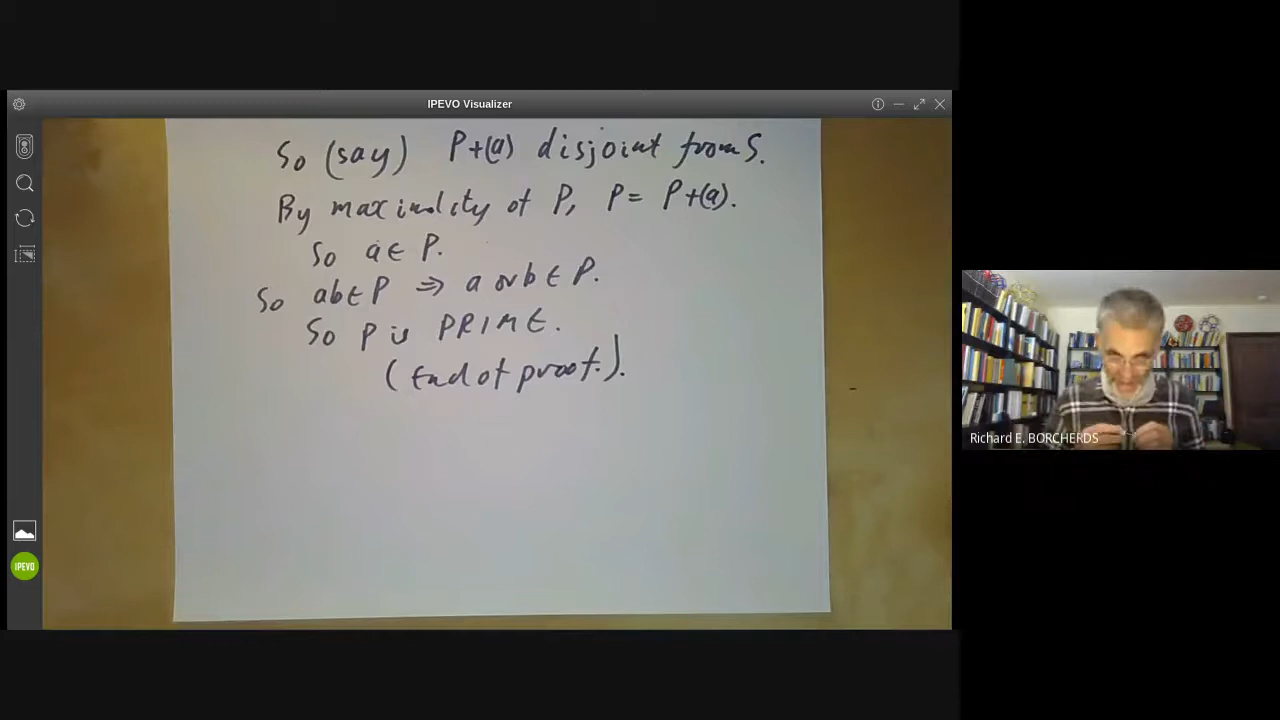 IPEVO Visualizer
So (say) P+(a) disjoint from S.
By maximality of P, P = P+(a).
So a ∈ P.
So ab ∈ P ⇒ a or b ∈ P.
So P is PRIME.
(End of proof.).
Richard E. BORCHERDS
IPEVO